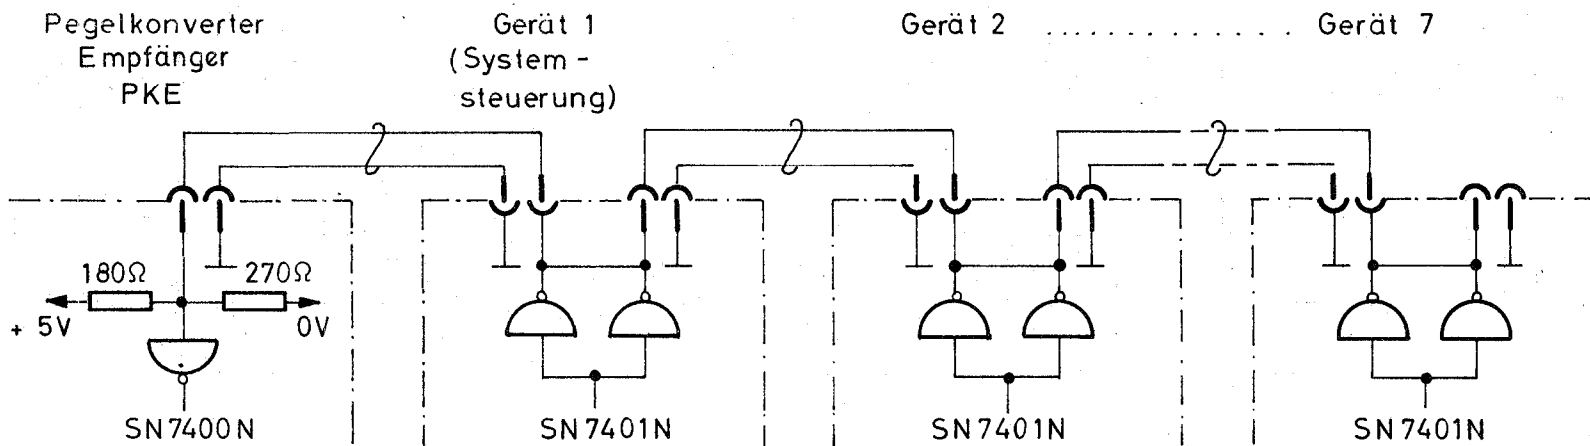 Pegelkonverter
Empfänger
PKE
Gerät 1
(System-
steuerung)
Gerät 2 . . . . . . . . . . . . Gerät 7
180Ω
270Ω
+ 5V
0V
SN7400N
SN7401N
SN7401N
SN7401N